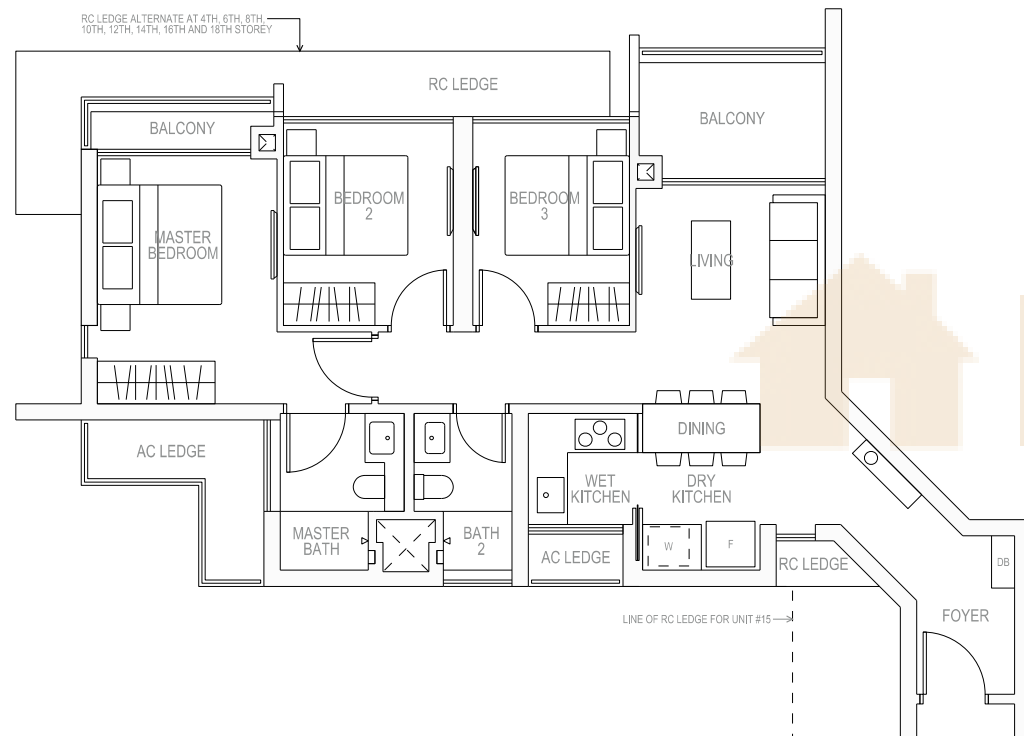 RC LEDGE ALTERNATE AT 4TH, 6TH, 8TH,
10TH, 12TH, 14TH, 16TH AND 18TH STOREY
RC LEDGE
BALCONY
BALCONY
BEDROOM
2
BEDROOM
3
MASTER
BEDROOM
LIVING
DINING
AC LEDGE
WET
KITCHEN
DRY
KITCHEN
MASTER
BATH
BATH
2
AC LEDGE
W
F
RC LEDGE
DB
FOYER
LINE OF RC LEDGE FOR UNIT #15